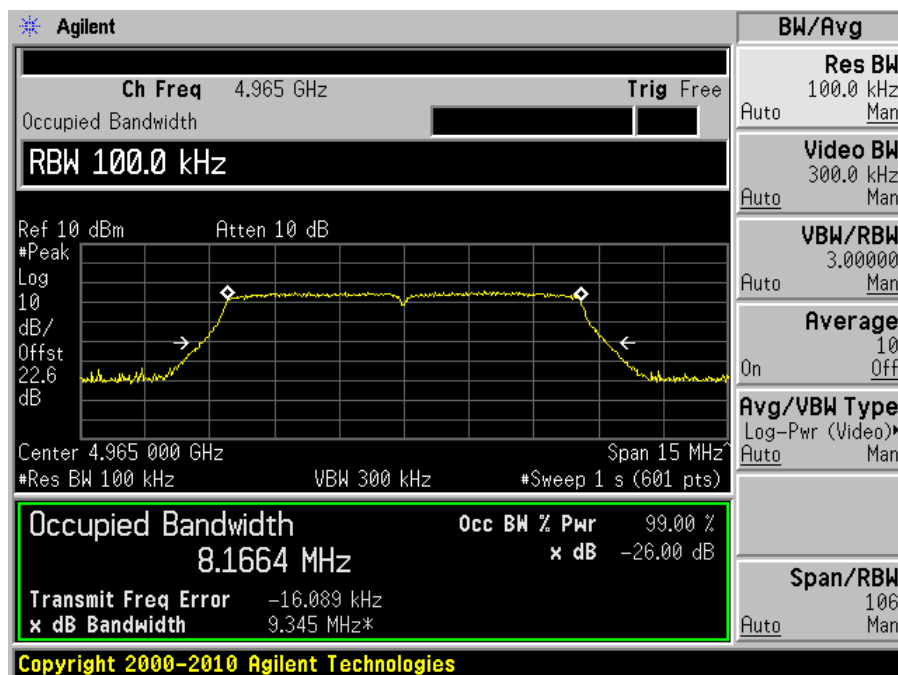 Agilent
BW/Avg
Ch Freq 4.965 GHz Trig Free
Occupied Bandwidth
RBW 100.0 kHz
Ref 10 dBm Atten 10 dB
#Peak
Log
10
dB/
Offst
22.6
dB
Center 4.965 000 GHz Span 15 MHz^
#Res BW 100 kHz VBW 300 kHz #Sweep 1 s (601 pts)
Occupied Bandwidth Occ BW % Pwr 99.00 %
8.1664 MHz x dB -26.00 dB
Transmit Freq Error -16.089 kHz
x dB Bandwidth 9.345 MHz*
Copyright 2000-2010 Agilent Technologies
Res BW
100.0 kHz
Auto Man
Video BW
300.0 kHz
Auto Man
VBW/RBW
3.00000
Auto Man
Average
10
On Off
Avg/VBW Type
Log-Pwr (Video)
Auto Man
Span/RBW
106
Auto Man